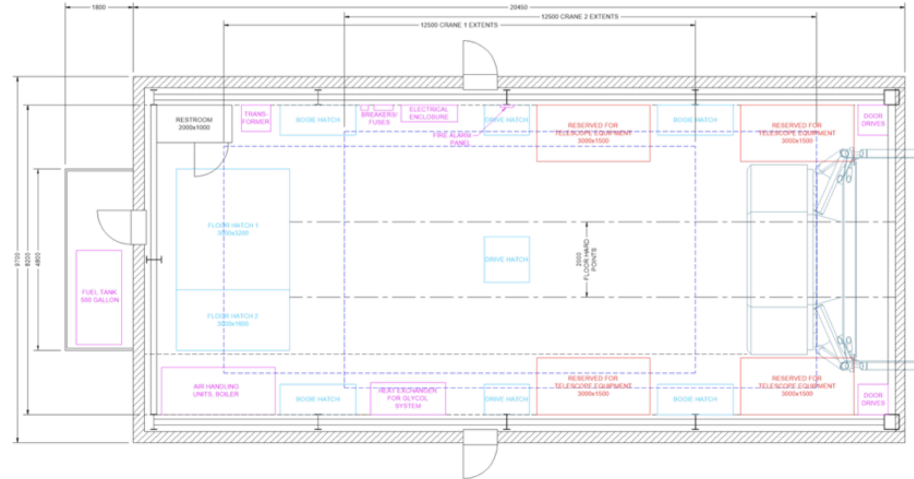 1800
20450
12500 CRANE 1 EXTENTS
12500 CRANE 2 EXTENTS
RESTROOM
2000x1000
TRANS
FORMER
BOGIE HATCH
BREAKERS/
FUSES
ELECTRICAL
ENCLOSURE
DRIVE HATCH
FIRE ALARM
PANEL
RESERVED FOR
TELESCOPE EQUIPMENT
3000x1500
BOGIE HATCH
RESERVED FOR
TELESCOPE EQUIPMENT
3000x1500
DOOR
DRIVES
9700
8200
4800
FLOOR HATCH 1
FLOOR HATCH 2
DRIVE HATCH
2000
FLOOR HARD
POINTS
FUEL TANK
500 GALLON
AIR HANDLING
UNITS, BOILER
BOGIE HATCH
HEAT EXCHANGER
FOR GLYCOL
SYSTEM
DRIVE HATCH
RESERVED FOR
TELESCOPE EQUIPMENT
3000x1500
BOGIE HATCH
RESERVED FOR
TELESCOPE EQUIPMENT
3000x1500
DOOR
DRIVES